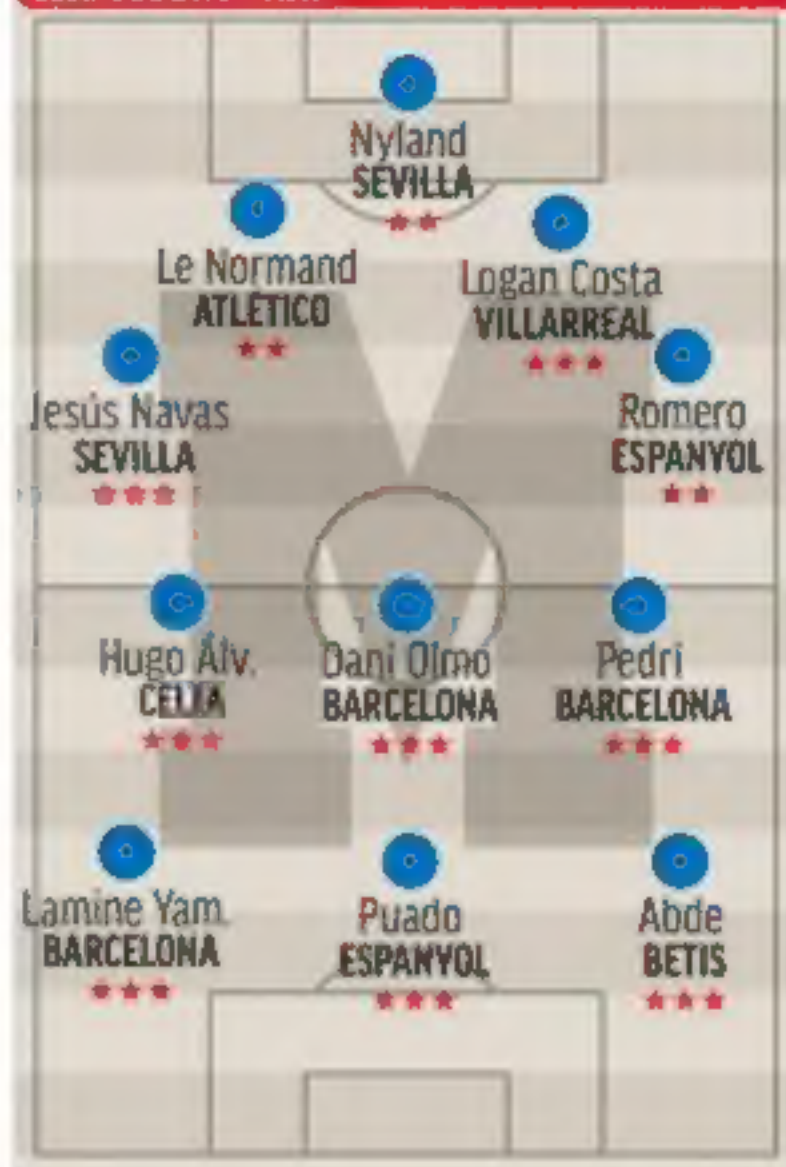 Nyland
SEVILLA
★★
Le Normand
ATLÉTICO
★★
Logan Costa
VILLARREAL
★★★
Jesús Navas
SEVILLA
★★★
Romero
ESPANYOL
★★
Hugo Álv.
CELTA
★★★
Dani Olmo
BARCELONA
★★★
Pedri
BARCELONA
★★★
Lamine Yam.
BARCELONA
★★★
Puado
ESPANYOL
★★★
Abde
BETIS
★★★